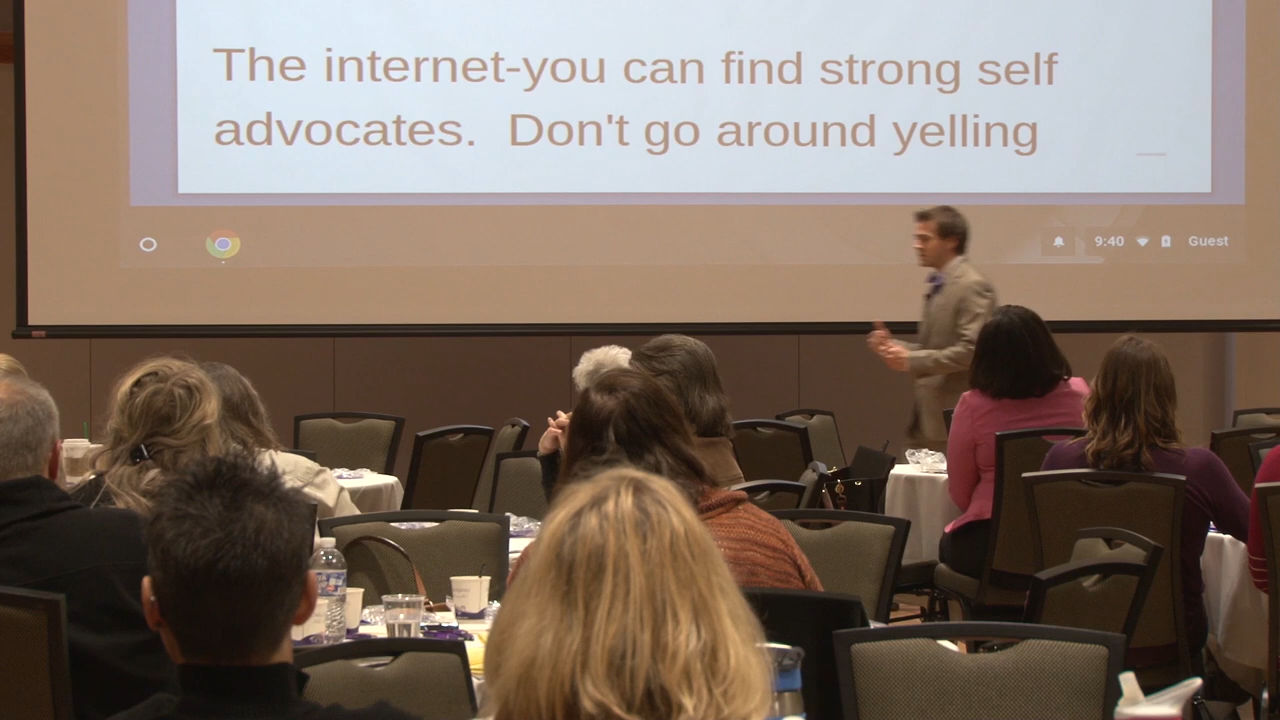 The internet-you can find strong self
advocates.  Don't go around yelling
9:40
Guest